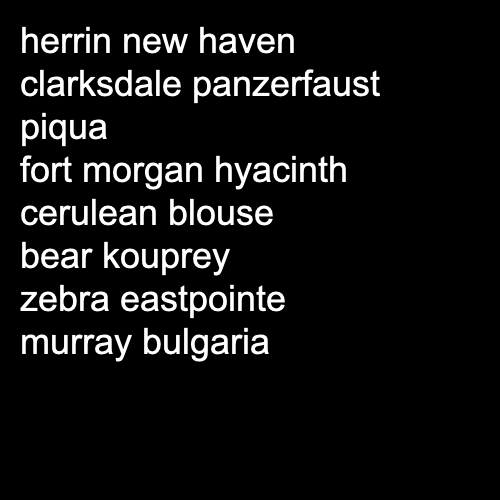 herrin new haven
clarksdale panzerfaust
piqua
fort morgan hyacinth
cerulean blouse
bear kouprey
zebra eastpointe
murray bulgaria